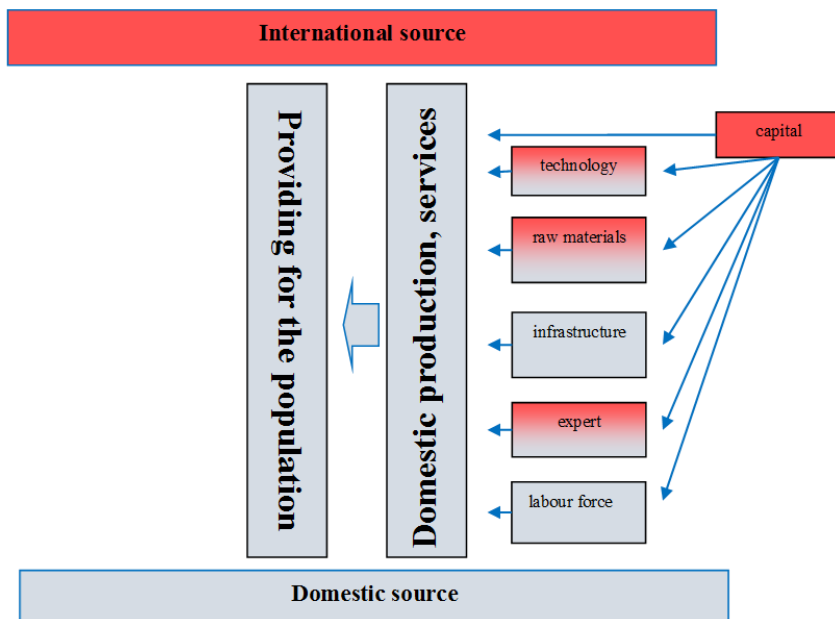 International source
Providing for the population
Domestic production, services
capital
technology
raw materials
infrastructure
expert
labour force
Domestic source